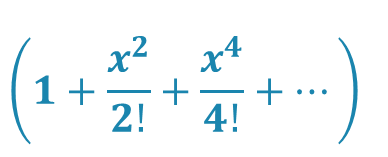 (1 + x²/2! + x⁴/4! + ⋯)